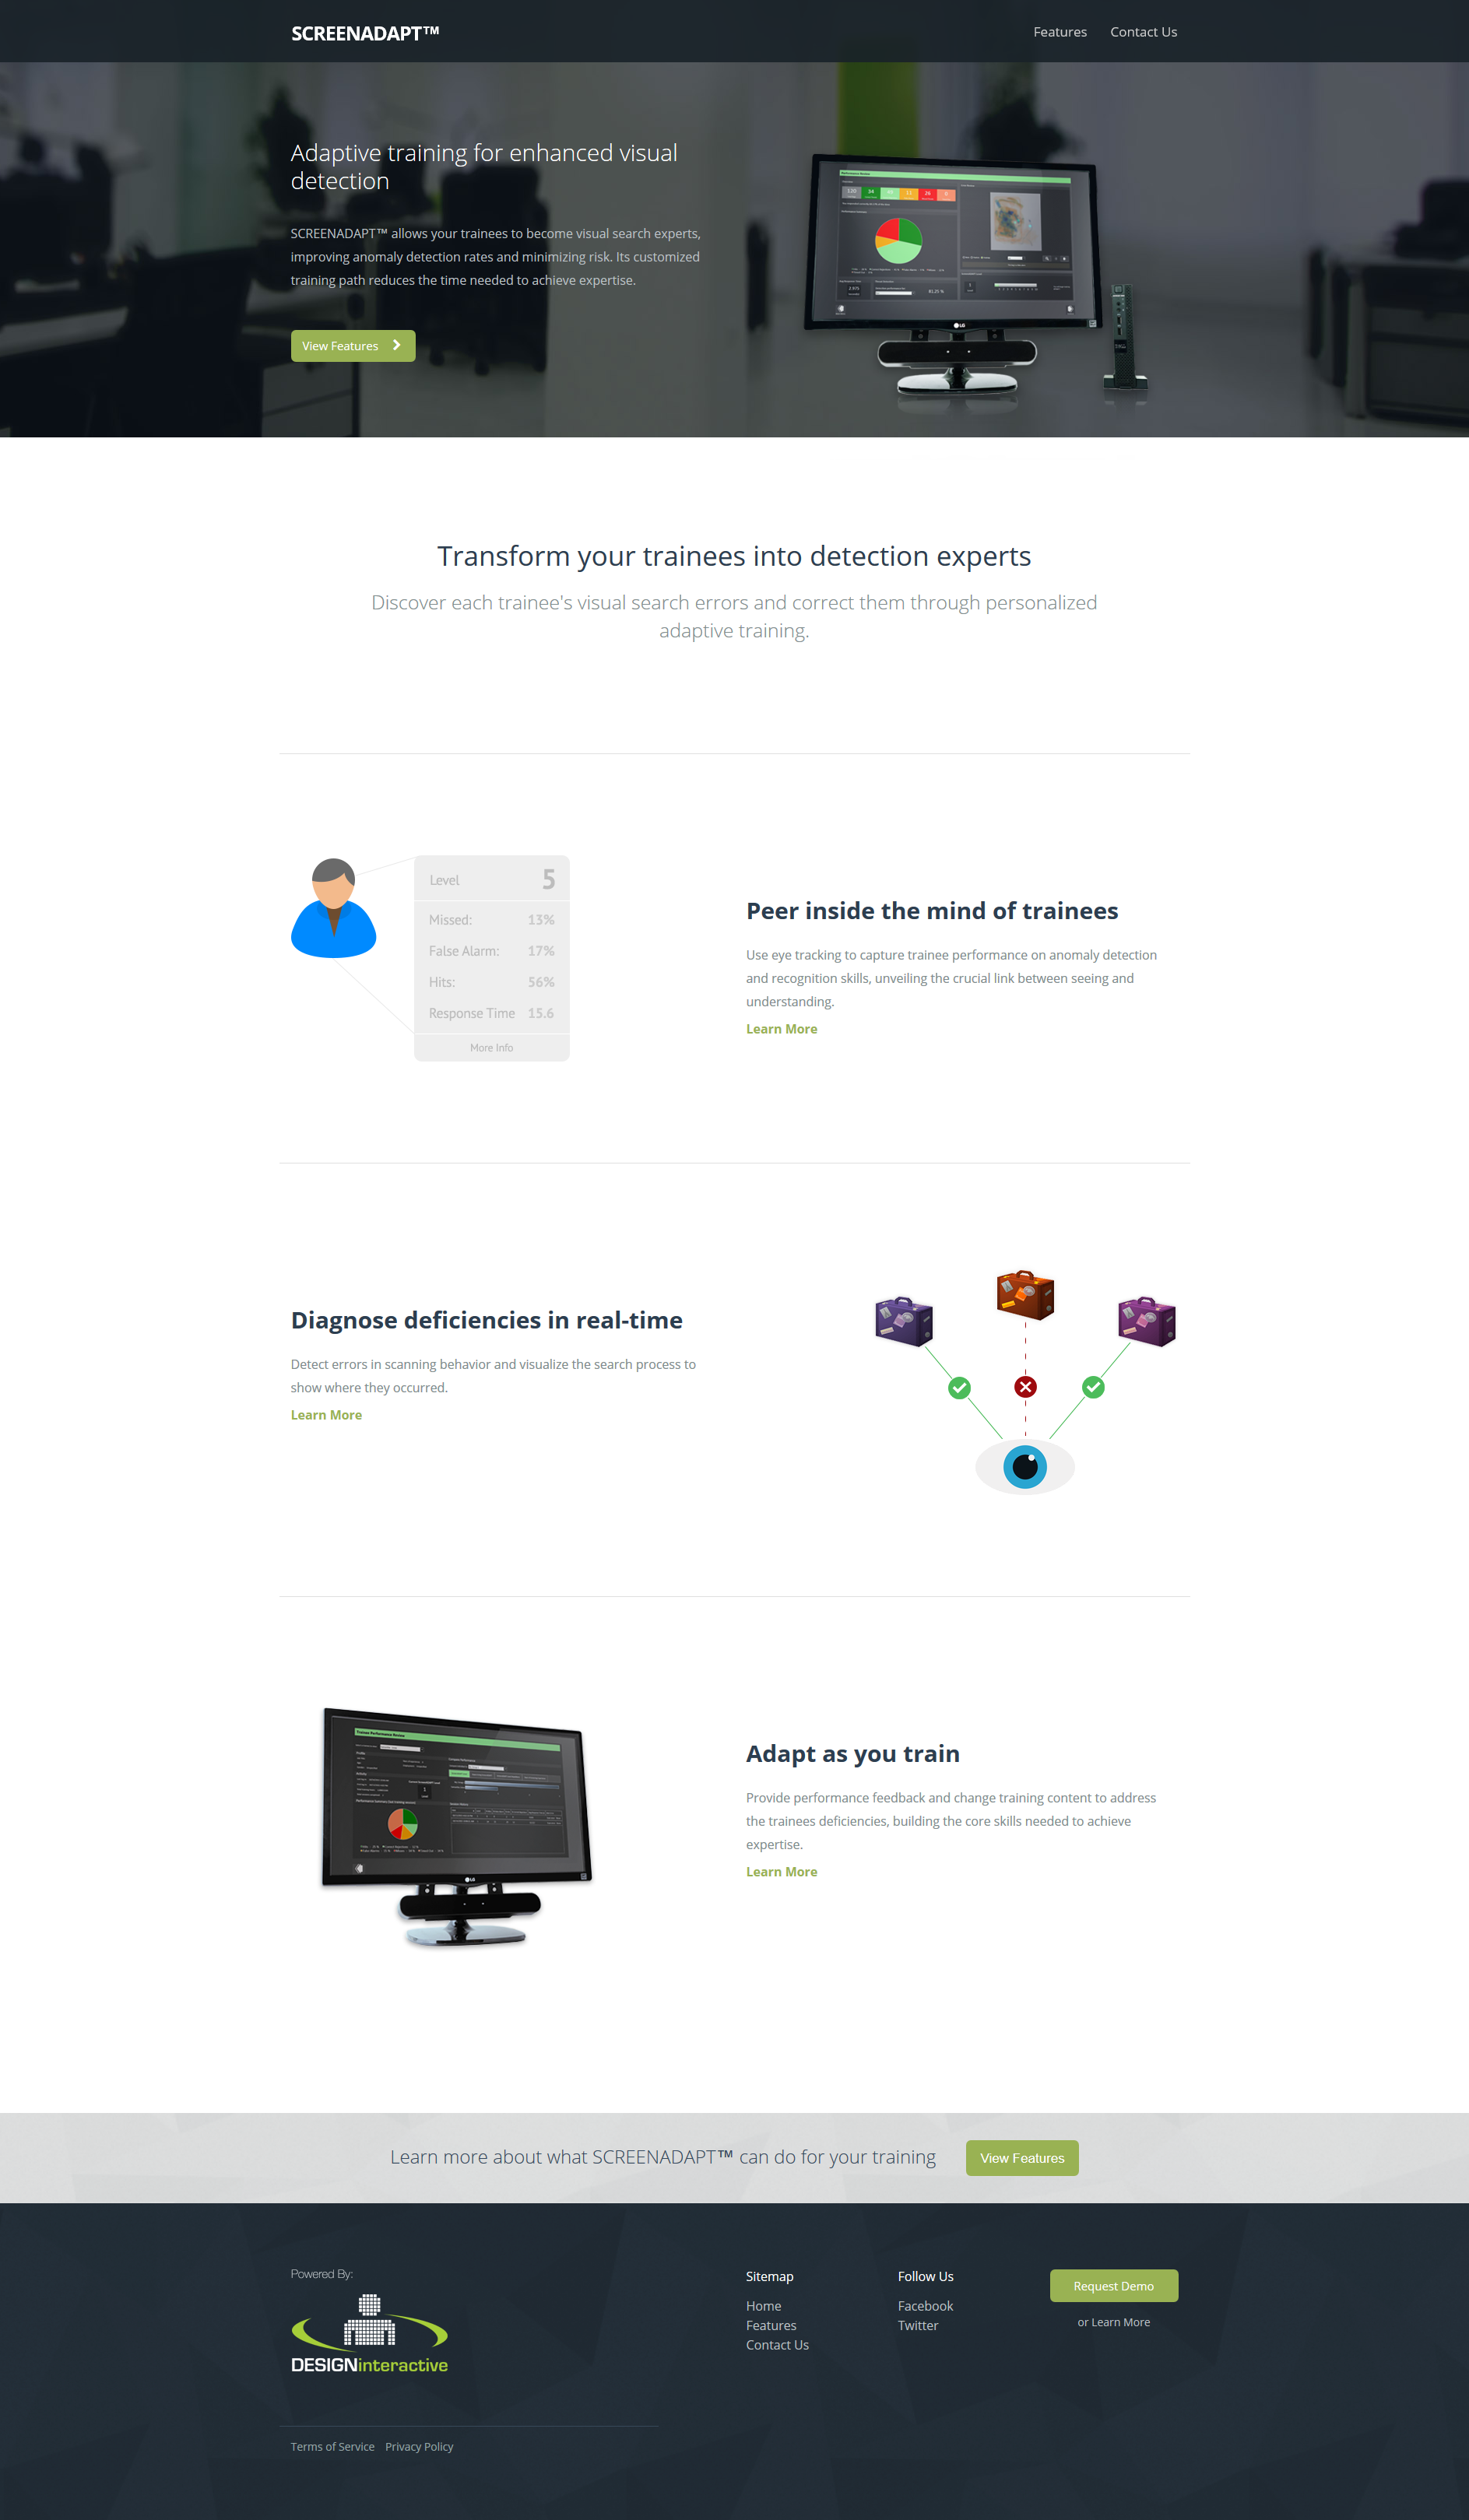 SCREENADAPT™
Features
Contact Us
Adaptive training for enhanced visual
detection
SCREENADAPT™ allows your trainees to become visual search experts,
improving anomaly detection rates and minimizing risk. Its customized
training path reduces the time needed to achieve expertise.
View Features
LG
Transform your trainees into detection experts
Discover each trainee's visual search errors and correct them through personalized
adaptive training.
Level 5
Missed: 13%
False Alarm: 17%
Hits: 56%
Response Time 15.6
More Info
Peer inside the mind of trainees
Use eye tracking to capture trainee performance on anomaly detection
and recognition skills, unveiling the crucial link between seeing and
understanding.
Learn More
Diagnose deficiencies in real-time
Detect errors in scanning behavior and visualize the search process to
show where they occurred.
Learn More
LG
Adapt as you train
Provide performance feedback and change training content to address
the trainees deficiencies, building the core skills needed to achieve
expertise.
Learn More
Learn more about what SCREENADAPT™ can do for your training
View Features
Powered By:
DESIGNinteractive
Sitemap
Home
Features
Contact Us
Follow Us
Facebook
Twitter
Request Demo
or Learn More
Terms of Service
Privacy Policy